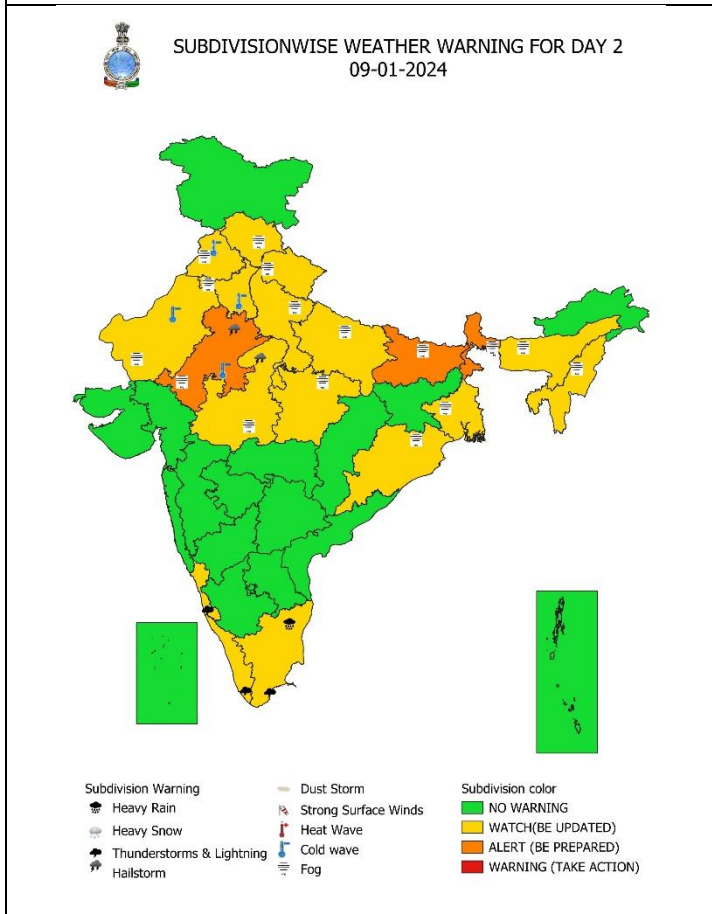 SUBDIVISIONWISE WEATHER WARNING FOR DAY 2
09-01-2024
Subdivision Warning
Heavy Rain
Heavy Snow
Thunderstorms & Lightning
Hailstorm
Dust Storm
Strong Surface Winds
Heat Wave
Cold wave
Fog
Subdivision color
NO WARNING
WATCH(BE UPDATED)
ALERT (BE PREPARED)
WARNING (TAKE ACTION)